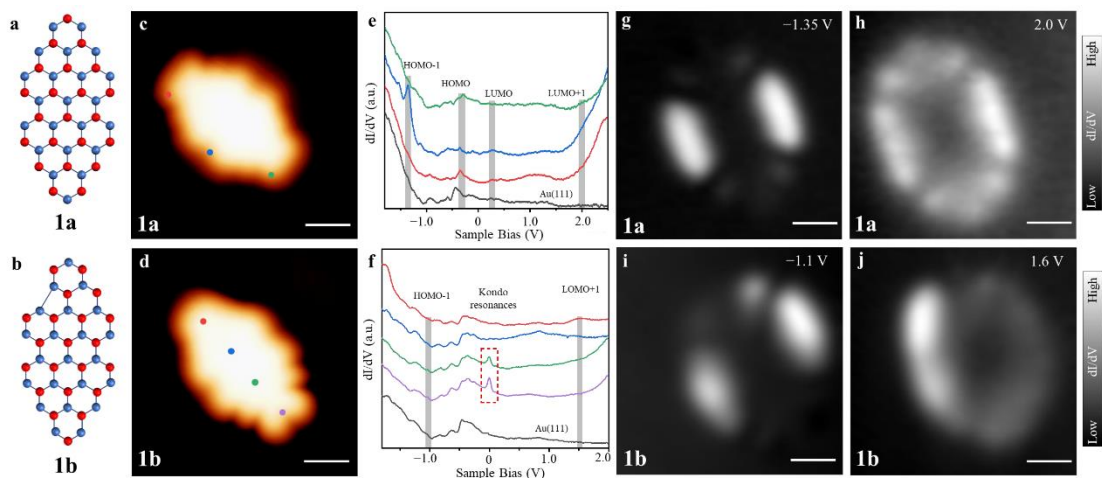 a
1a
b
1b
c
1a
d
1b
e
HOMO-1
HOMO
LUMO
LUMO+1
Au(111)
dI/dV (a.u.)
−1.0 0 1.0 2.0
Sample Bias (V)
f
HOMO-1
Kondo
resonances
LOMO+1
Au(111)
dI/dV (a.u.)
−1.0 0 1.0 2.0
Sample Bias (V)
g
−1.35 V
1a
h
2.0 V
1a
High
dI/dV
Low
i
−1.1 V
1b
j
1.6 V
1b
High
dI/dV
Low